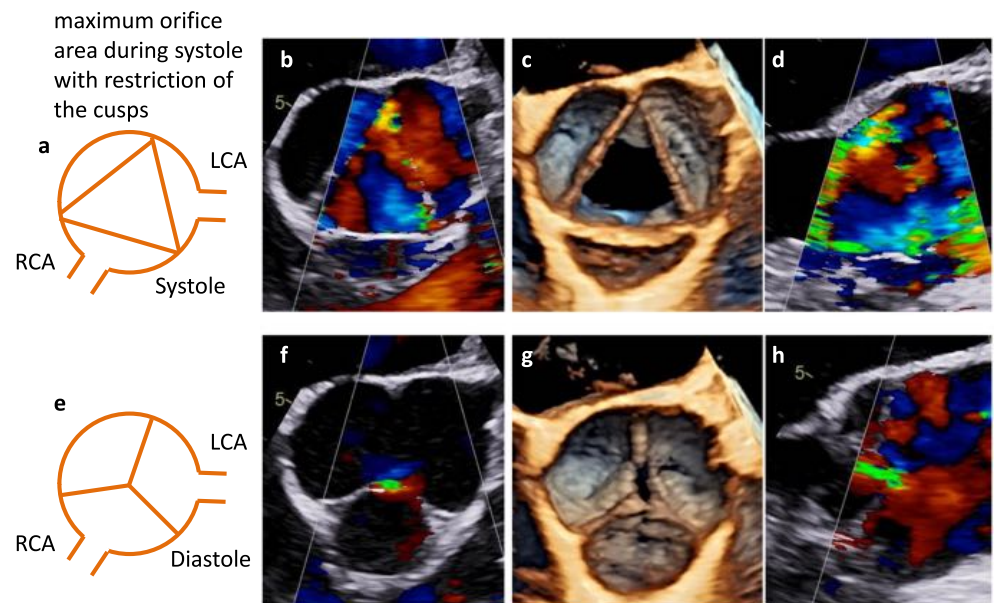 maximum orifice
area during systole
with restriction of
the cusps
a
LCA
RCA
Systole
b
5
c
d
e
LCA
RCA
Diastole
f
5
g
h
5